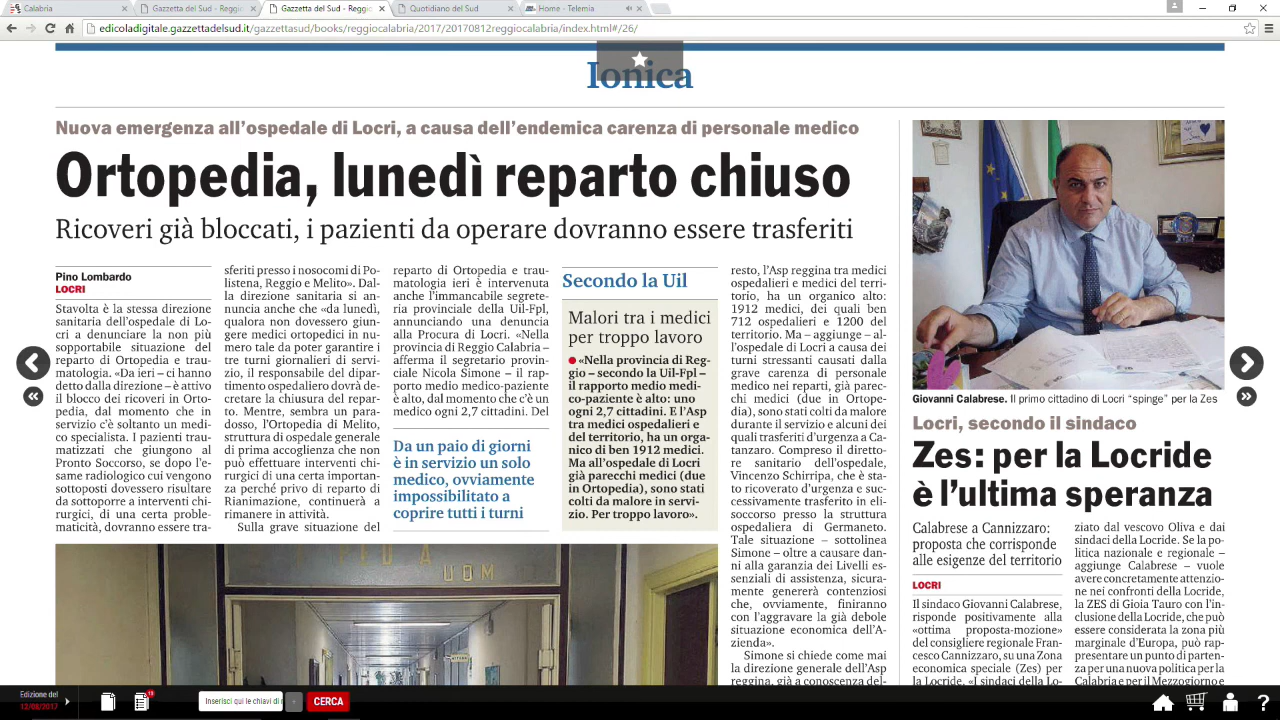 Calabria
Gazzetta del Sud - Reggio
Gazzetta del Sud - Reggio
Quotidiano del Sud
Home - Telemia
edicoladigitale.gazzettadelsud.it/gazzettasud/books/reggiocalabria/2017/20170812reggiocalabria/index.html#/26/
Ionica
Nuova emergenza all'ospedale di Locri, a causa dell'endemica carenza di personale medico
Ortopedia, lunedì reparto chiuso
Ricoveri già bloccati, i pazienti da operare dovranno essere trasferiti
Pino Lombardo
LOCRI
Stavolta è la stessa direzione
sanitaria dell'ospedale di Lo-
cri a denunciare la non più
sopportabile situazione del
reparto di Ortopedia e trau-
matologia. «Da ieri – ci hanno
detto dalla direzione – è attivo
il blocco dei ricoveri in Orto-
pedia, dal momento che in
servizio c'è soltanto un medi-
co specialista. I pazienti trau-
matizzati che giungono al
Pronto Soccorso, se dopo l'e-
same radiologico cui vengono
sottoposti dovessero risultare
da sottoporre a interventi chi-
rurgici, di una certa proble-
maticità, dovranno essere tra-
sferiti presso i nosocomi di Po-
listena, Reggio e Melito». Dal-
la direzione sanitaria si an-
nuncia anche che «da lunedì,
qualora non dovessero giun-
gere medici ortopedici in nu-
mero tale da poter garantire i
tre turni giornalieri di servi-
zio, il responsabile del dipar-
timento ospedaliero dovrà de-
cretare la chiusura del repar-
to. Mentre, sembra un para-
dosso, l'Ortopedia di Melito,
struttura di ospedale generale
di prima accoglienza che non
può effettuare interventi chi-
rurgici di una certa importan-
za perché privo di reparto di
Rianimazione, continuerà a
rimanere in attività.
Sulla grave situazione del
reparto di Ortopedia e trau-
matologia ieri è intervenuta
anche l'immancabile segrete-
ria provinciale della Uil-Fpl,
annunciando una denuncia
alla Procura di Locri. «Nella
provincia di Reggio Calabria –
afferma il segretario provin-
ciale Nicola Simone – il rap-
porto medio medico-paziente
è alto, dal momento che c'è un
medico ogni 2,7 cittadini. Del
Da un paio di giorni
è in servizio un solo
medico, ovviamente
impossibilitato a
coprire tutti i turni
Secondo la Uil
Malori tra i medici
per troppo lavoro
«Nella provincia di Reg-
gio – secondo la Uil-Fpl –
il rapporto medio medi-
co-paziente è alto: uno
ogni 2,7 cittadini. E l'Asp
tra medici ospedalieri e
del territorio, ha un orga-
nico di ben 1912 medici.
Ma all'ospedale di Locri
già parecchi medici (due
in Ortopedia), sono stati
colti da malore in servi-
zio. Per troppo lavoro».
resto, l'Asp reggina tra medici
ospedalieri e medici del terri-
torio, ha un organico alto:
1912 medici, dei quali ben
712 ospedalieri e 1200 del
territorio. Ma – aggiunge – al-
l'ospedale di Locri a causa dei
turni stressanti causati dalla
grave carenza di personale
medico nei reparti, già parec-
chi medici (due in Ortope-
dia), sono stati colti da malore
durante il servizio e alcuni dei
quali trasferiti d'urgenza a Ca-
tanzaro. Compreso il diretto-
re sanitario dell'ospedale,
Vincenzo Schirripa, che è sta-
to ricoverato d'urgenza e suc-
cessivamente trasferito in eli-
soccorso presso la struttura
ospedaliera di Germaneto.
Tale situazione – sottolinea
Simone – oltre a causare dan-
ni alla garanzia dei Livelli es-
senziali di assistenza, sicura-
mente genererà contenziosi
che, ovviamente, finiranno
con l'aggravare la già debole
situazione economica dell'A-
zienda».
Simone si chiede come mai
la direzione generale dell'Asp
reggina, già a conoscenza del-
UOM
Giovanni Calabrese. Il primo cittadino di Locri "spinge" per la Zes
Locri, secondo il sindaco
Zes: per la Locride
è l'ultima speranza
Calabrese a Cannizzaro:
proposta che corrisponde
alle esigenze del territorio
LOCRI
Il sindaco Giovanni Calabrese,
risponde positivamente alla
«ottima proposta-mozione»
del consigliere regionale Fran-
cesco Cannizzaro, su una Zona
economica speciale (Zes) per
la Locride. «I sindaci della Lo-
ziato dal vescovo Oliva e dai
sindaci della Locride. Se la po-
litica nazionale e regionale –
aggiunge Calabrese – vuole
avere concretamente attenzio-
ne nei confronti della Locride,
la ZES di Gioia Tauro con l'in-
clusione della Locride, che può
essere considerata la zona più
marginale d'Europa, può rap-
presentare un punto di parten-
za per una nuova politica per la
Calabria e per il Mezzogiorno e
Edizione del
12/08/2017
19
Inserisci qui le chiavi di
+
CERCA
?